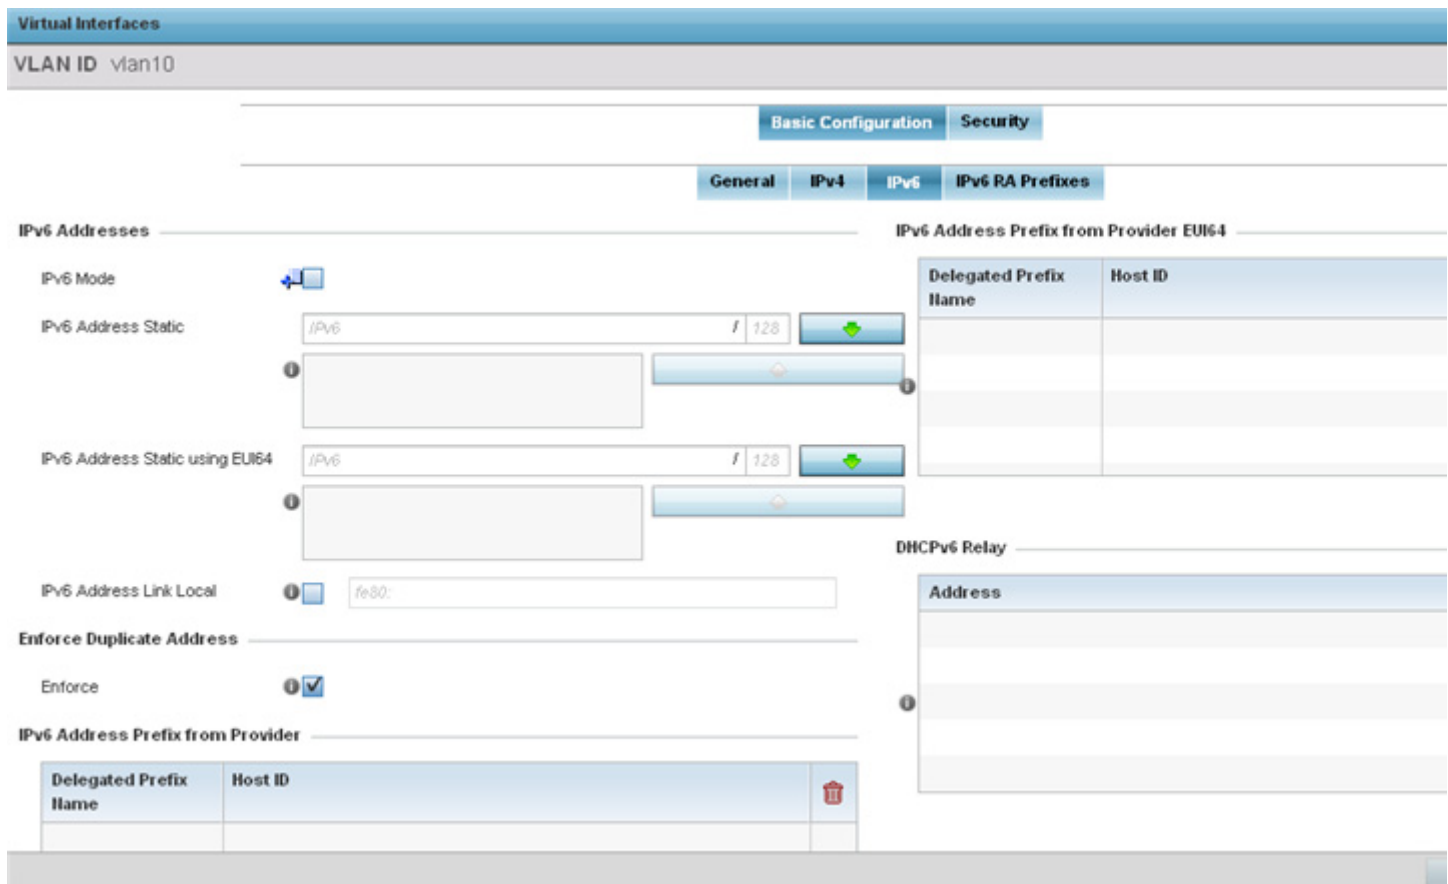 Virtual Interfaces
VLAN ID vlan10
Basic Configuration Security
General IPv4 IPv6 IPv6 RA Prefixes
IPv6 Addresses
IPv6 Mode
IPv6 Address Static
IPv6 / 128
IPv6 Address Static using EUI64
IPv6 / 128
IPv6 Address Link Local
fe80:
Enforce Duplicate Address
Enforce
IPv6 Address Prefix from Provider
Delegated Prefix
Name
Host ID
IPv6 Address Prefix from Provider EUI64
Delegated Prefix
Name
Host ID
DHCPv6 Relay
Address